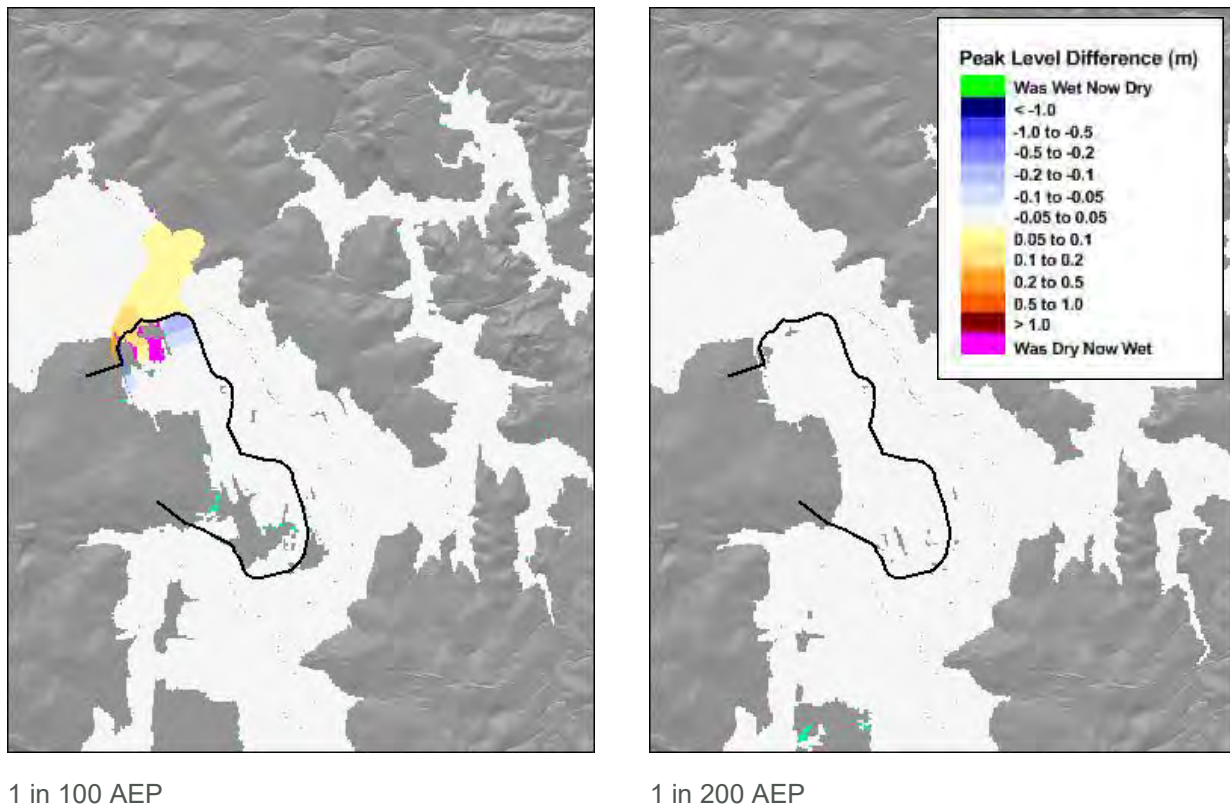 Peak Level Difference (m)
Was Wet Now Dry
< -1.0
-1.0 to -0.5
-0.5 to -0.2
-0.2 to -0.1
-0.1 to -0.05
-0.05 to 0.05
0.05 to 0.1
0.1 to 0.2
0.2 to 0.5
0.5 to 1.0
> 1.0
Was Dry Now Wet
1 in 100 AEP
1 in 200 AEP